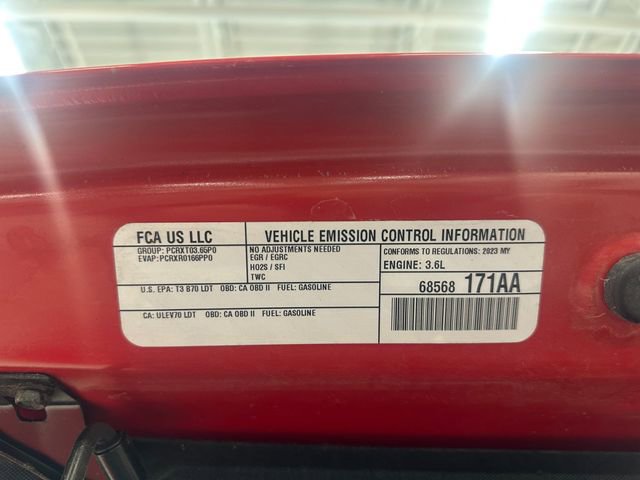 FCA US LLC
GROUP: PCRXT03.65P0
EVAP: PCRXR0166PP0
VEHICLE EMISSION CONTROL INFORMATION
NO ADJUSTMENTS NEEDED
EGR / EGRC
HO2S / SFI
TWC
CONFORMS TO REGULATIONS: 2023 MY
ENGINE: 3.6L
U.S. EPA: T3 B70 LDT OBD: CA OBD II FUEL: GASOLINE
68568 171AA
CA: ULEV70 LDT OBD: CA OBD II FUEL: GASOLINE